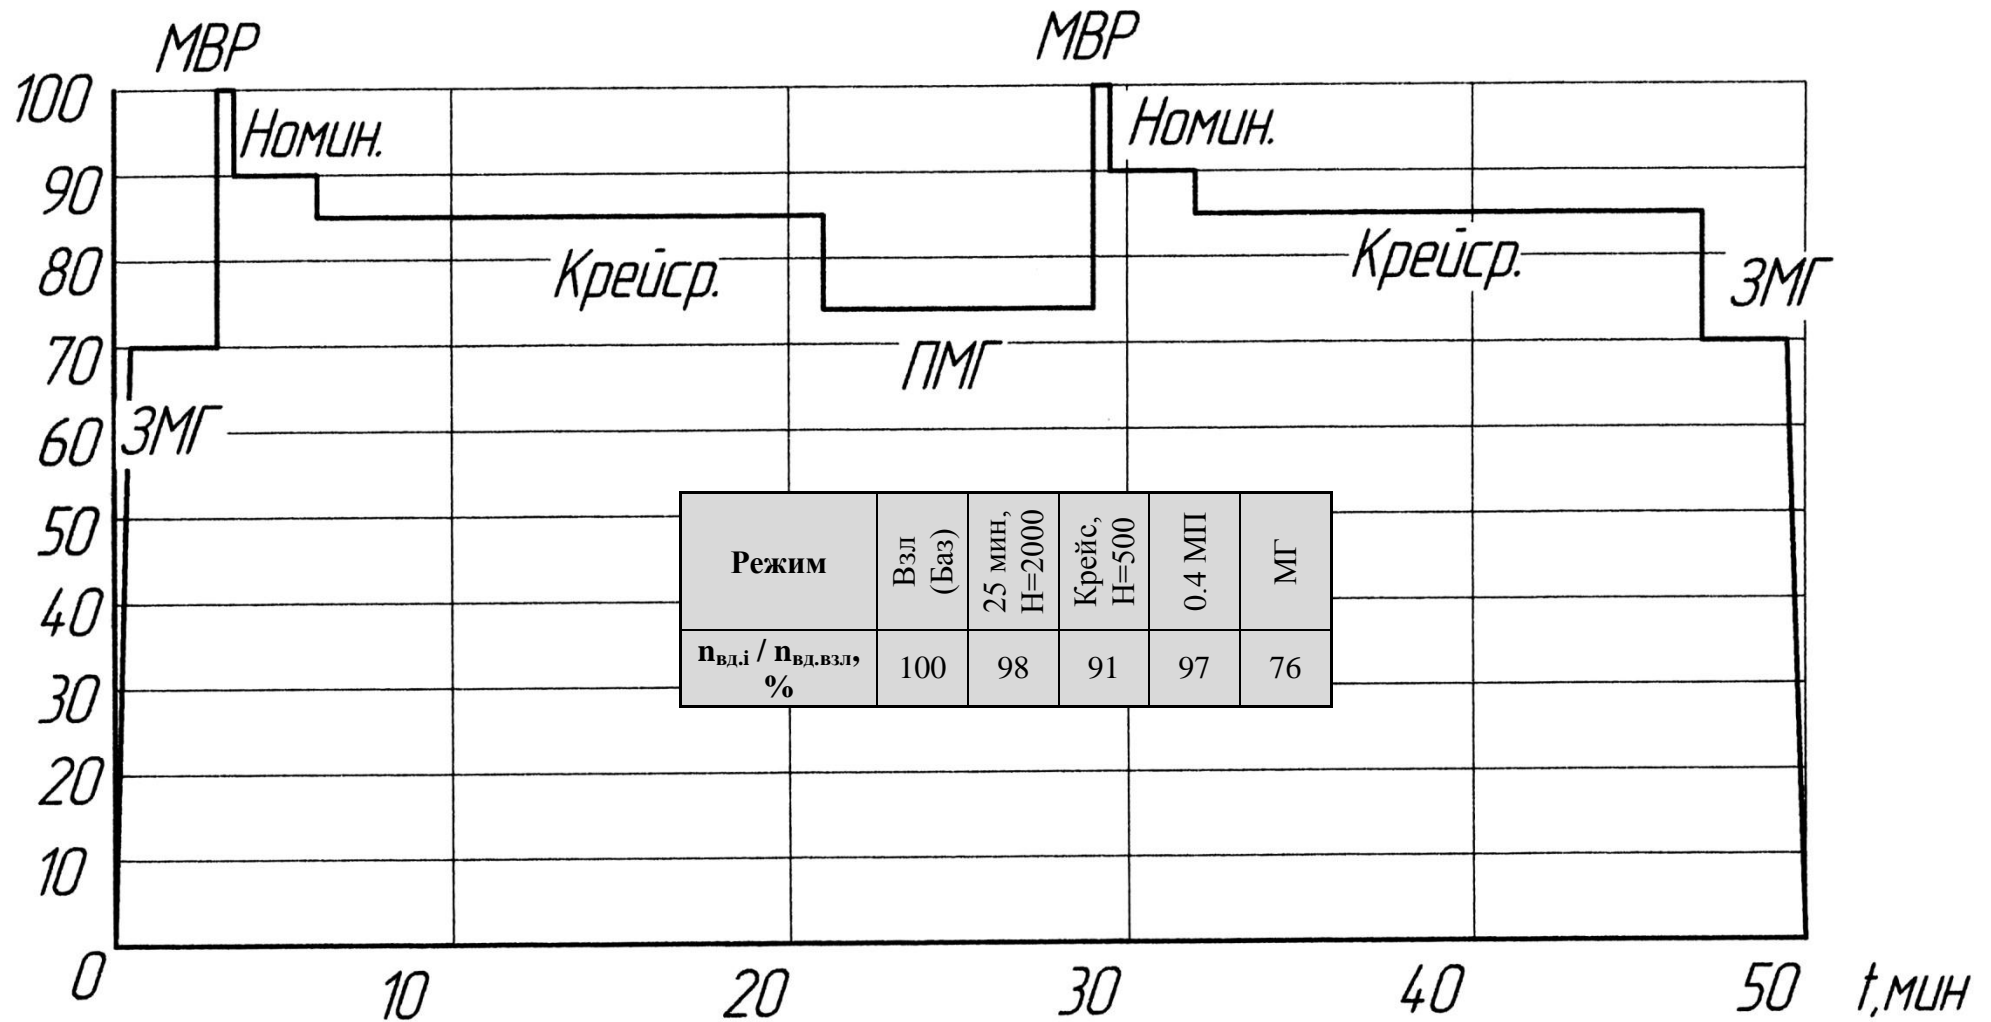 МВР
МВР
100
Номин.
Номин.
90
80
Крейср.
Крейср.
ЗМГ
70
ПМГ
ЗМГ
60
50
Режим
Взл
(Баз)
25 мин,
Н=2000
Крейс,
Н=500
0.4 МП
МГ
40
nвд.i / nвд.взл,
%
100
98
91
97
76
30
20
10
0
10
20
30
40
50
t,мин